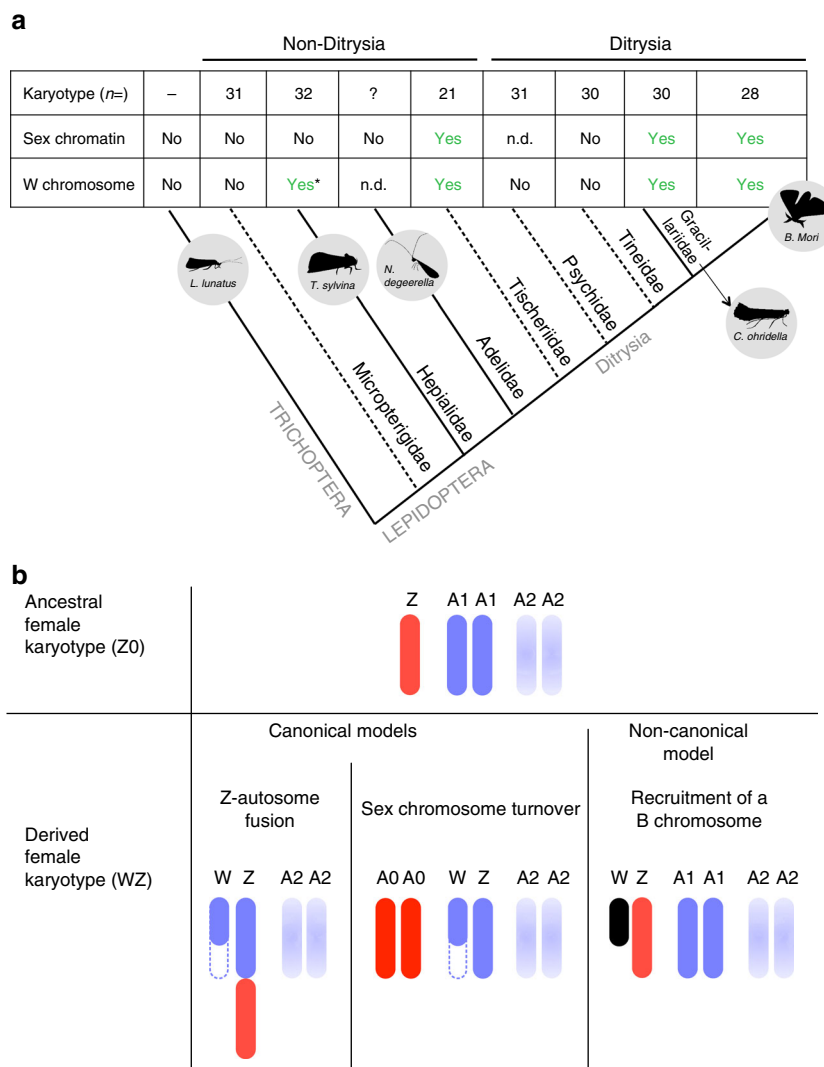 a
Non-Ditrysia
Ditrysia
Karyotype (n=) – 31 32 ? 21 31 30 30 28
Sex chromatin No No No No Yes n.d. No Yes Yes
W chromosome No No Yes* n.d. Yes No No Yes Yes
L. lunatus
T. sylvina
N.
degeerella
B. Mori
C. ohridella
TRICHOPTERA
Micropterigidae
Hepialidae
Adelidae
Tischeriidae
Psychidae
Tineidae
Gracil-
lariidae
LEPIDOPTERA
Ditrysia
b
Ancestral
female
karyotype (Z0)
Z A1 A1 A2 A2
Canonical models
Non-canonical
model
Derived
female
karyotype (WZ)
Z-autosome
fusion
Sex chromosome turnover
Recruitment of a
B chromosome
W Z A2 A2
A0 A0 W Z A2 A2
W Z A1 A1 A2 A2